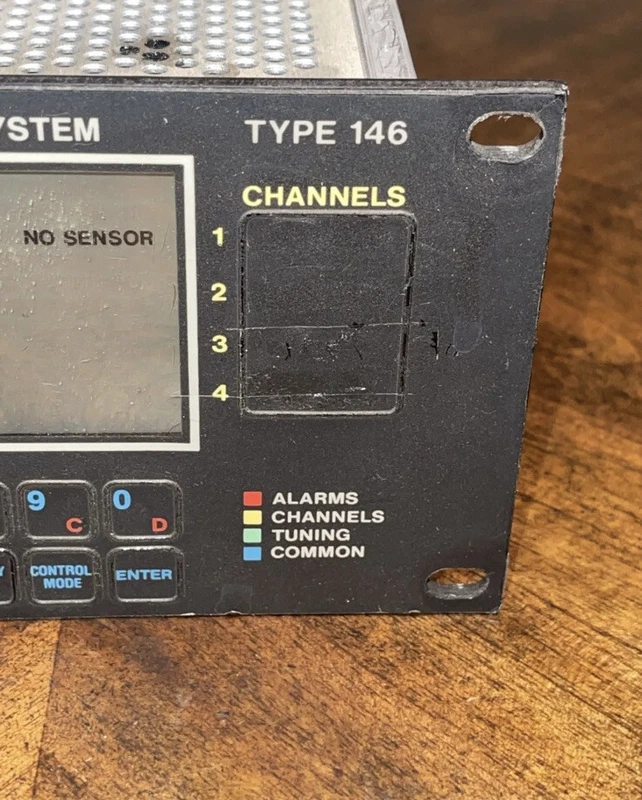 YSTEM TYPE 146
CHANNELS
NO SENSOR
1
2
3
4
9 C
0 D
Y
CONTROL
MODE
ENTER
ALARMS
CHANNELS
TUNING
COMMON